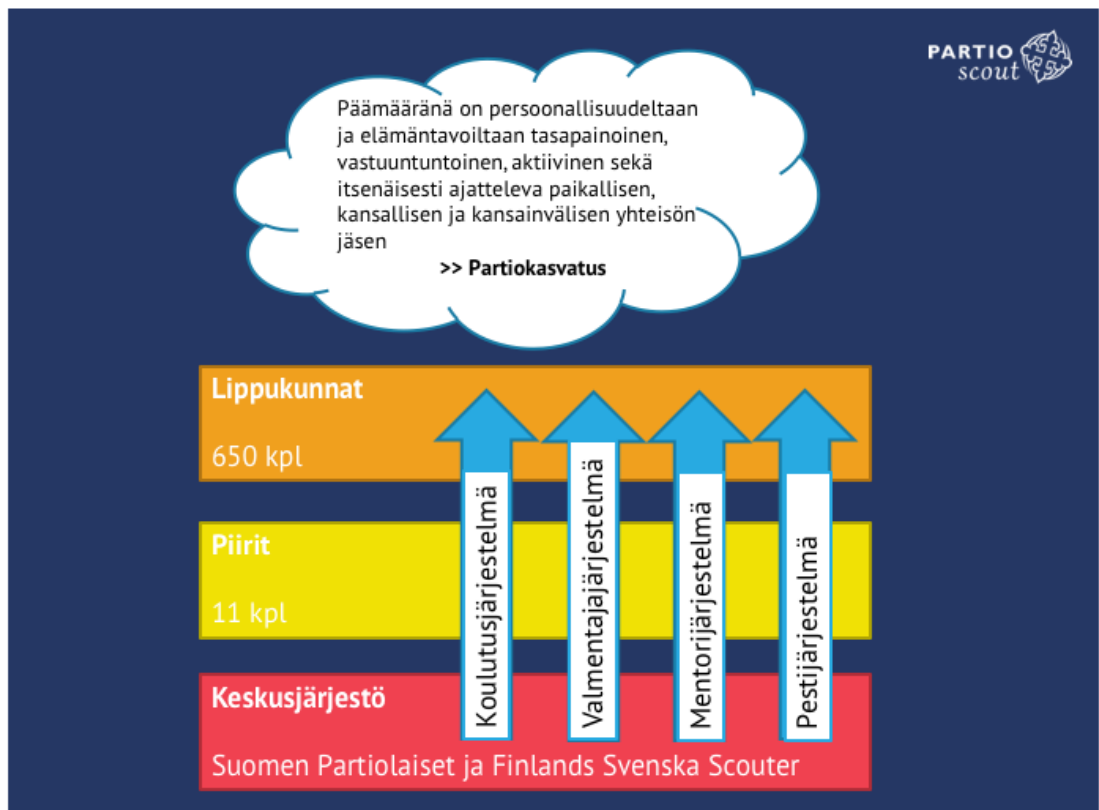 PARTIO
scout
Päämääränä on persoonallisuudeltaan
ja elämäntavoiltaan tasapainoinen,
vastuuntuntoinen, aktiivinen sekä
itsenäisesti ajatteleva paikallisen,
kansallisen ja kansainvälisen yhteisön
jäsen
>> Partiokasvatus
Lippukunnat
650 kpl
Piirit
11 kpl
Keskusjärjestö
Suomen Partiolaiset ja Finlands Svenska Scouter
Koulutusjärjestelmä
Valmentajajärjestelmä
Mentorijärjestelmä
Pestijärjestelmä